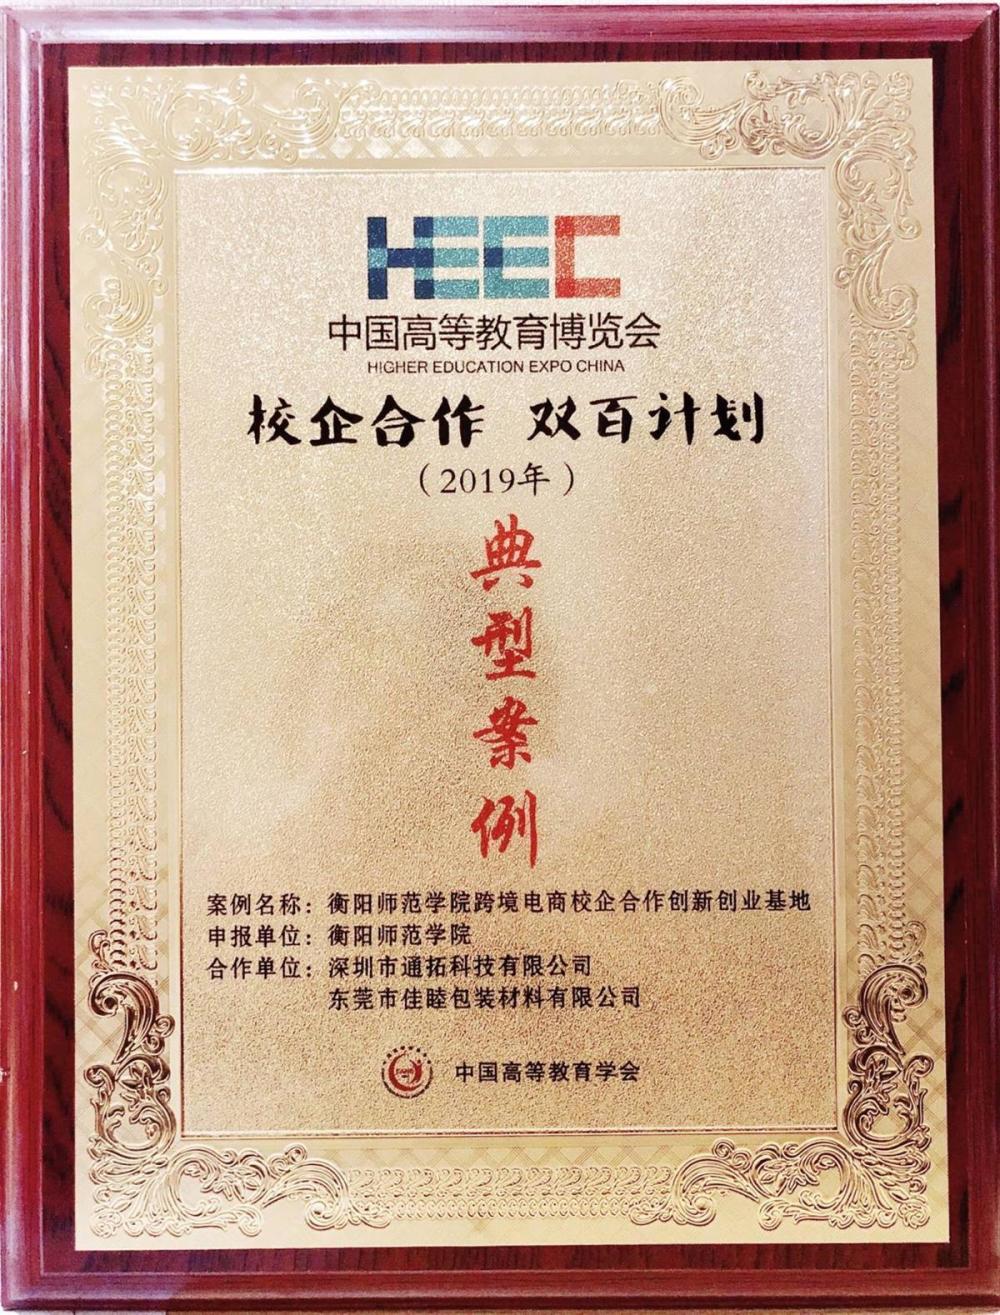 HEEC
中国高等教育博览会
HIGHER EDUCATION EXPO CHINA
校企合作 双百计划
（2019年）
典型案例
案例名称：衡阳师范学院跨境电商校企合作创新创业基地
申报单位：衡阳师范学院
合作单位：深圳市通拓科技有限公司
东莞市佳睦包装材料有限公司
中国高等教育学会